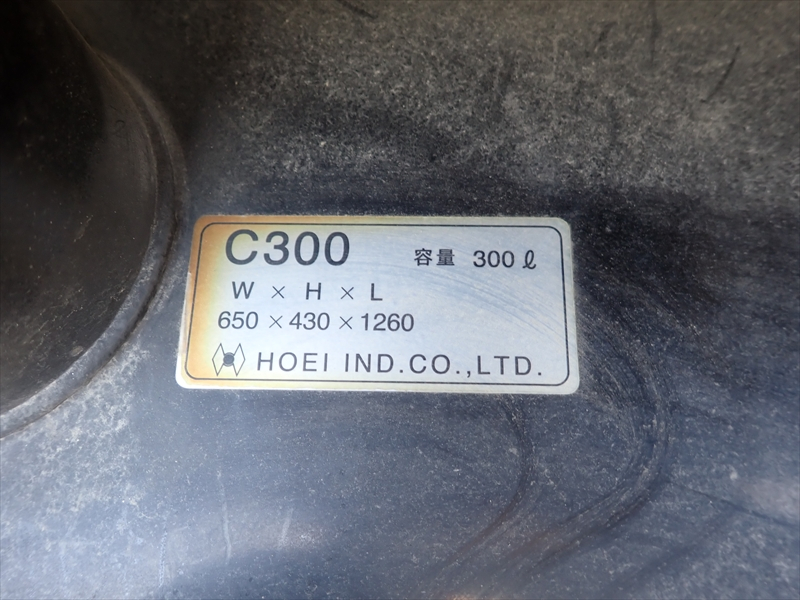 C300 容量 300ℓ
W × H × L
650 × 430 × 1260
HOEI IND.CO.,LTD.